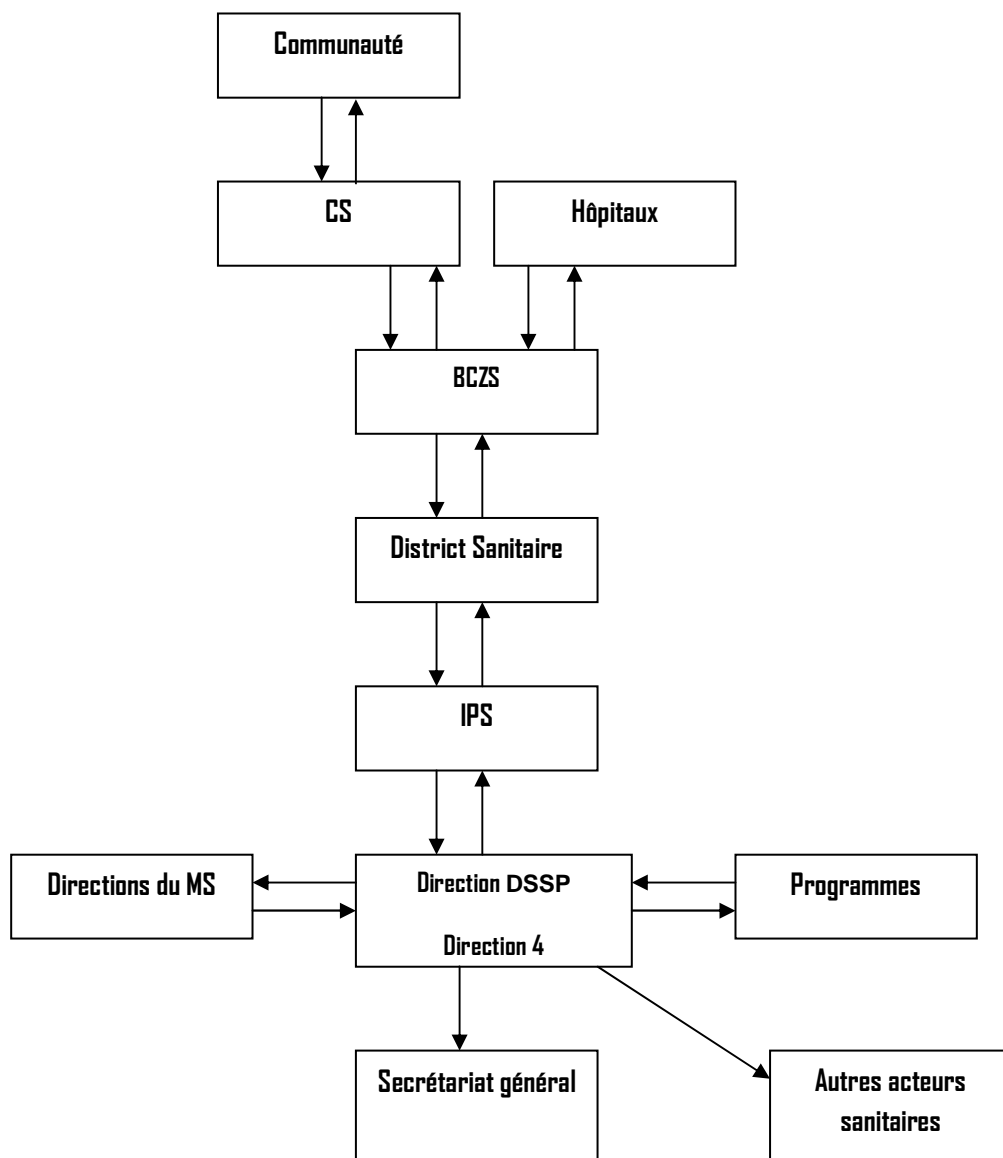 Communauté
CS
Hôpitaux
BCZS
District Sanitaire
IPS
Directions du MS
Direction DSSP
Direction 4
Programmes
Secrétariat général
Autres acteurs
sanitaires